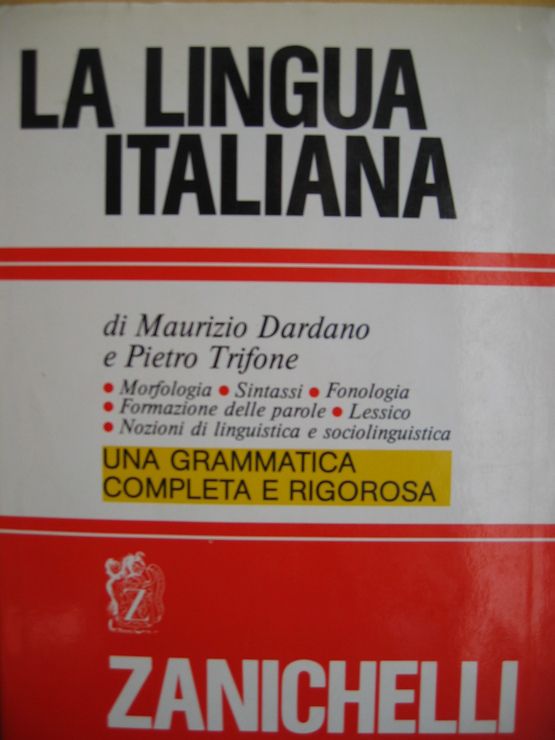 LA LINGUA
ITALIANA
di Maurizio Dardano
e Pietro Trifone
• Morfologia • Sintassi • Fonologia
• Formazione delle parole • Lessico
• Nozioni di linguistica e sociolinguistica
UNA GRAMMATICA
COMPLETA E RIGOROSA
Z
ZANICHELLI